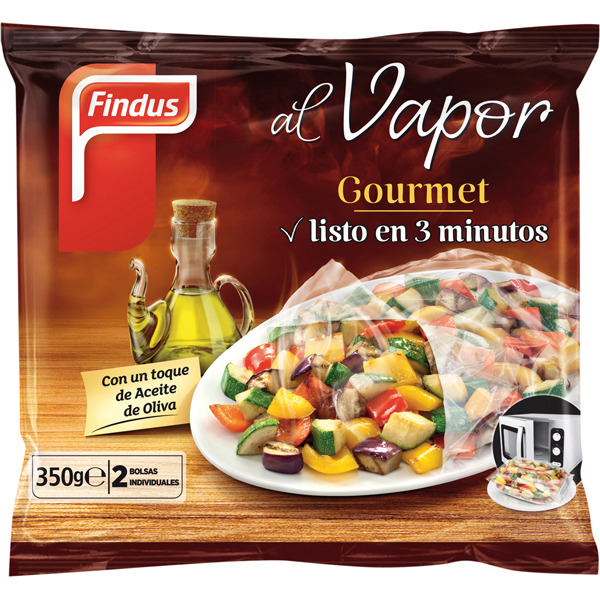 Findus
al Vapor
Gourmet
√ listo en 3 minutos
Con un toque
de Aceite
de Oliva
350g℮
2 BOLSAS
INDIVIDUALES